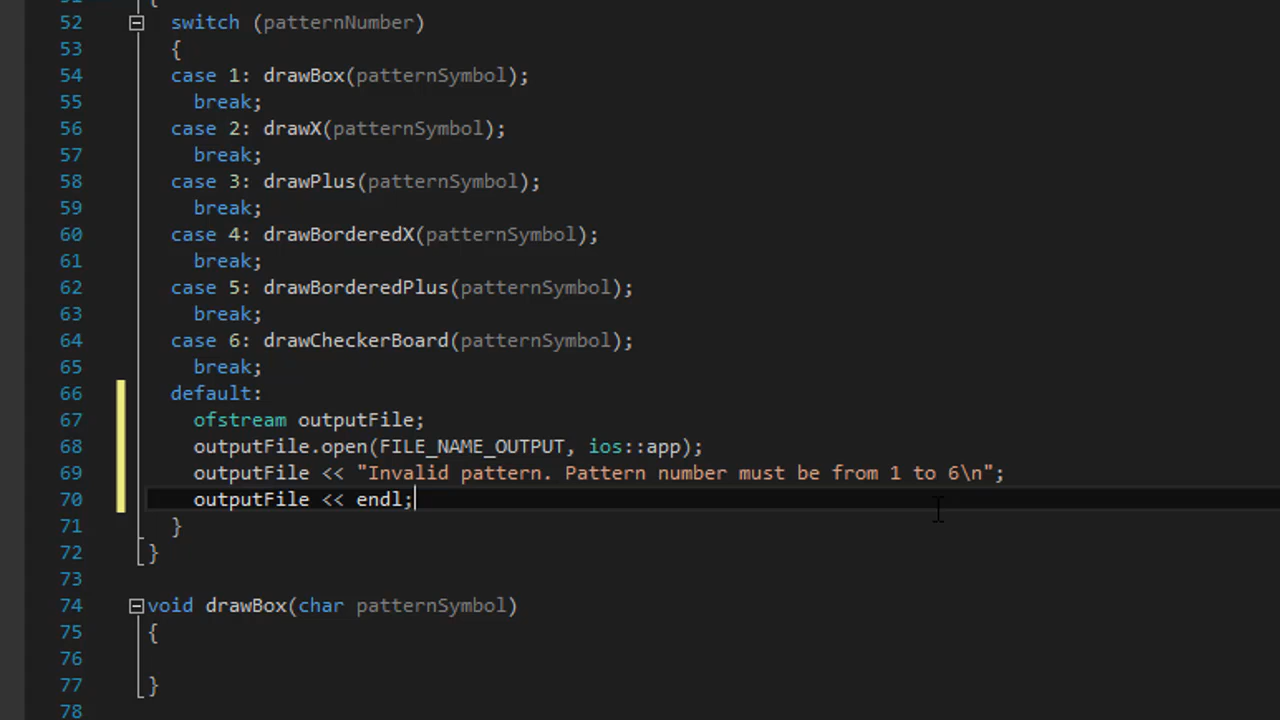 51 {
52 switch (patternNumber)
53 {
54 case 1: drawBox(patternSymbol);
55 break;
56 case 2: drawX(patternSymbol);
57 break;
58 case 3: drawPlus(patternSymbol);
59 break;
60 case 4: drawBorderedX(patternSymbol);
61 break;
62 case 5: drawBorderedPlus(patternSymbol);
63 break;
64 case 6: drawCheckerBoard(patternSymbol);
65 break;
66 default:
67 ofstream outputFile;
68 outputFile.open(FILE_NAME_OUTPUT, ios::app);
69 outputFile << "Invalid pattern. Pattern number must be from 1 to 6\n";
70 outputFile << endl;
71 }
72 }
73
74 void drawBox(char patternSymbol)
75 {
76
77 }
78